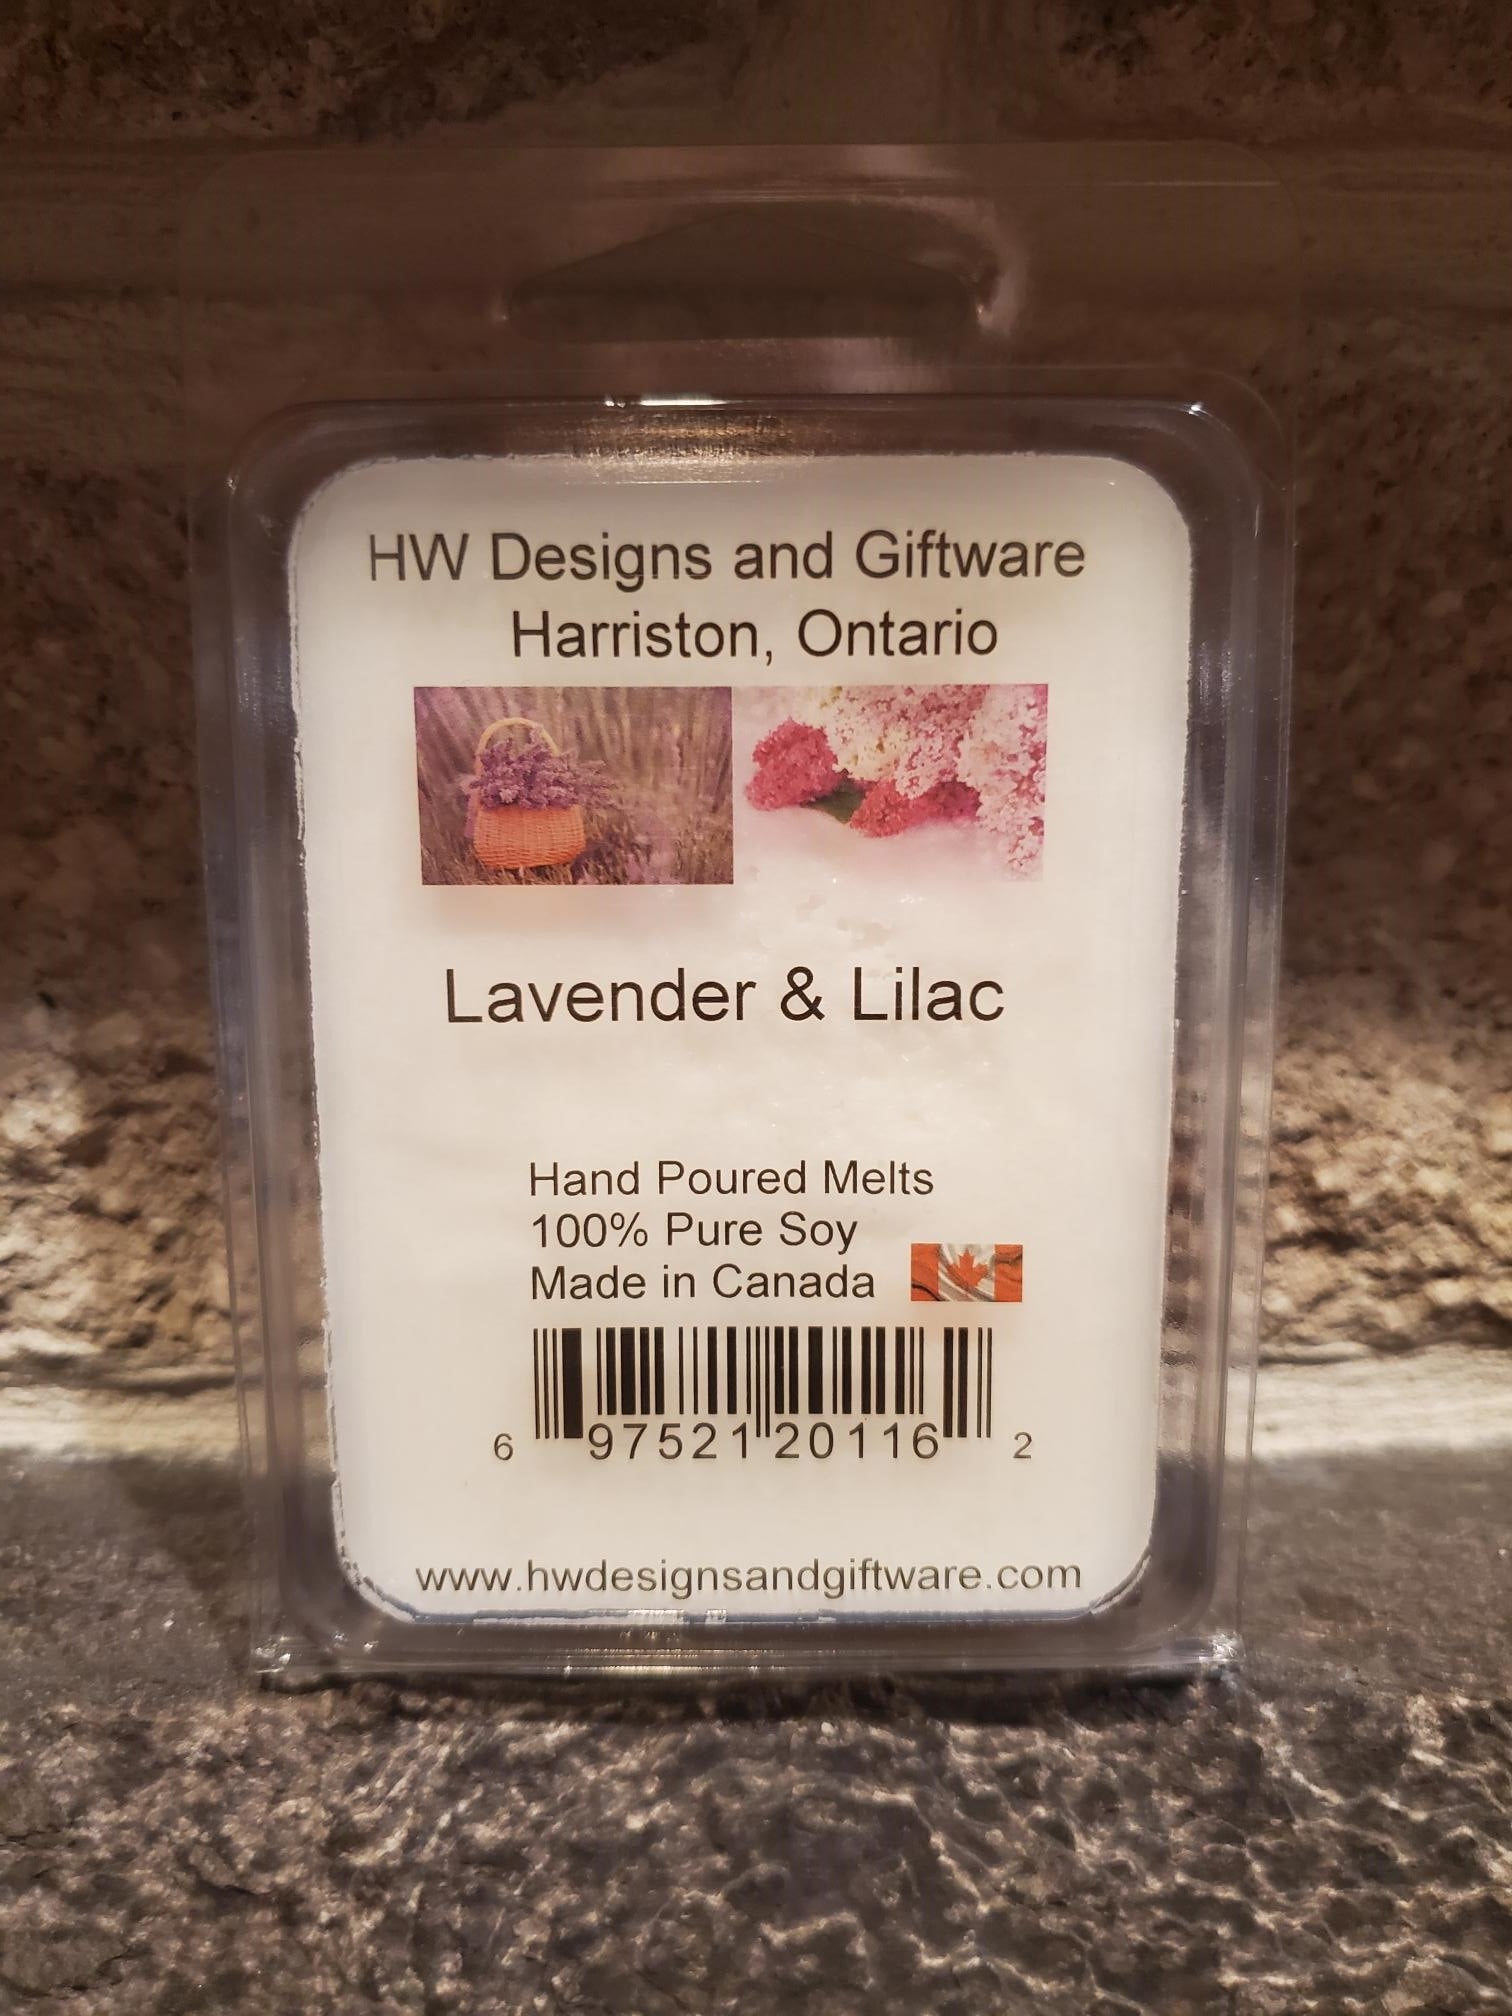 HW Designs and Giftware
Harriston, Ontario
Lavender & Lilac
Hand Poured Melts
100% Pure Soy
Made in Canada
6 97521 20116 2
www.hwdesignsandgiftware.com